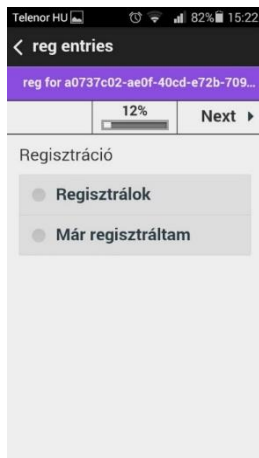 Telenor HU 82% 15:22
reg entries
reg for a0737c02-ae0f-40cd-e72b-709...
12% Next
Regisztráció
Regisztrálok
Már regisztráltam